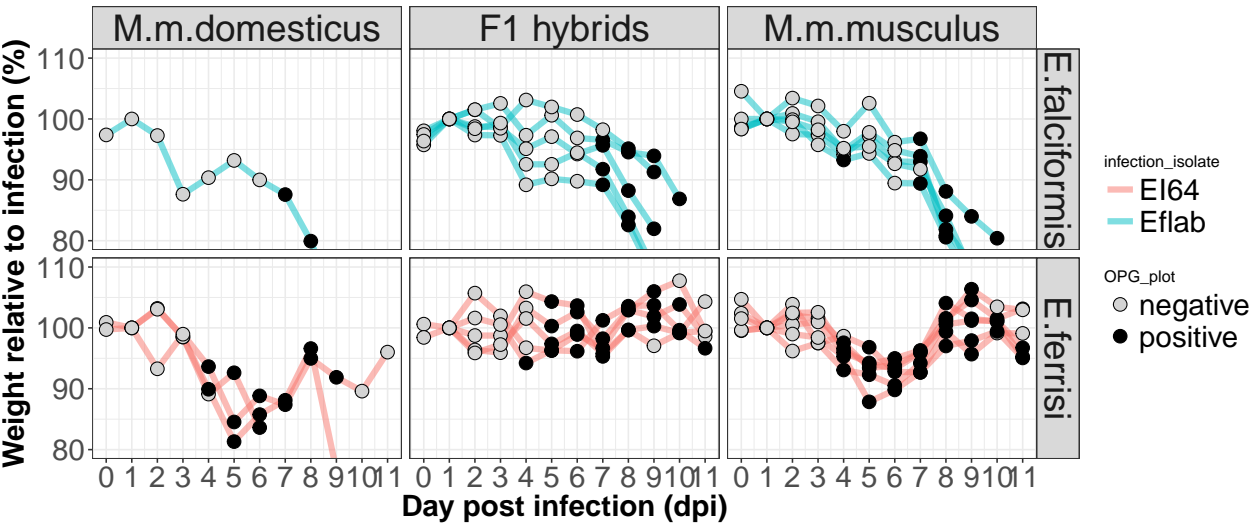 M.m.domesticus F1 hybrids M.m.musculus
Weight relative to infection (%)
110
100
90
80
E.falciformis
110
100
90
80
E.ferrisi
0 1 2 3 4 5 6 7 8 9 10 11 0 1 2 3 4 5 6 7 8 9 10 11 0 1 2 3 4 5 6 7 8 9 10 11
Day post infection (dpi)
infection_isolate
EI64
Eflab
OPG_plot
negative
positive